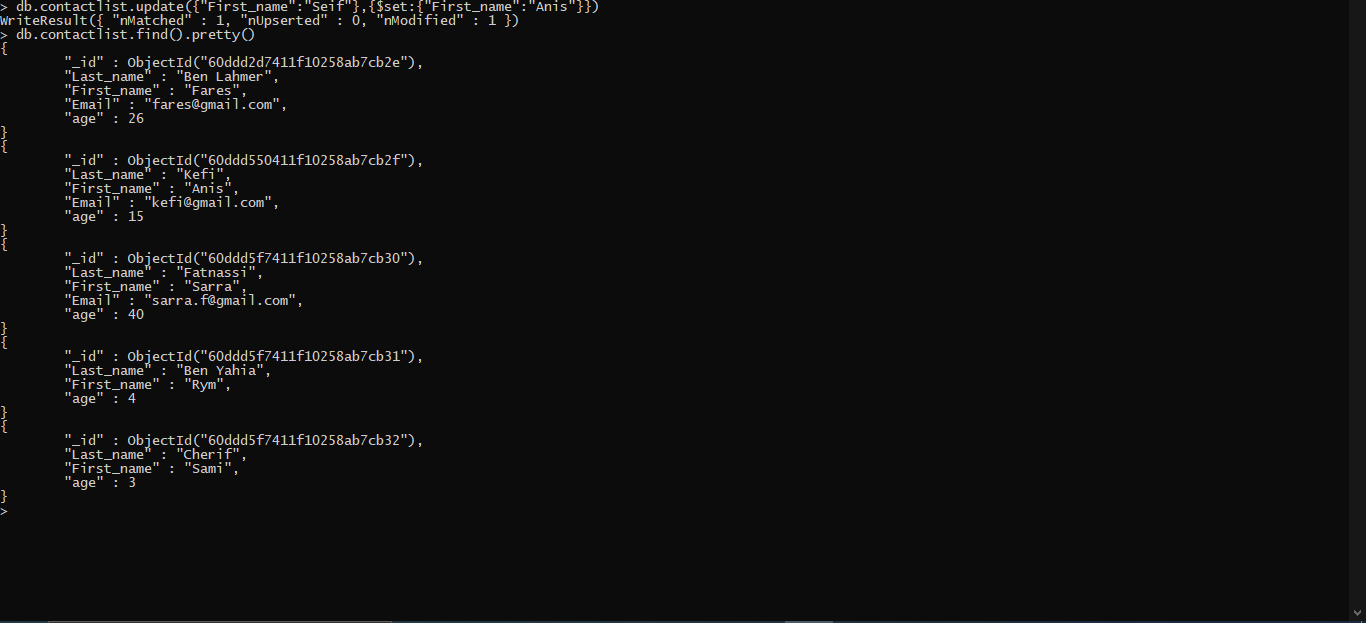 > db.contactlist.update({"First_name":"Seif"},{$set:{"First_name":"Anis"}})
WriteResult({ "nMatched" : 1, "nUpserted" : 0, "nModified" : 1 })
> db.contactlist.find().pretty()
{
        "_id" : ObjectId("60ddd2d7411f10258ab7cb2e"),
        "Last_name" : "Ben Lahmer",
        "First_name" : "Fares",
        "Email" : "fares@gmail.com",
        "age" : 26
}
{
        "_id" : ObjectId("60ddd550411f10258ab7cb2f"),
        "Last_name" : "Kefi",
        "First_name" : "Anis",
        "Email" : "kefi@gmail.com",
        "age" : 15
}
{
        "_id" : ObjectId("60ddd5f7411f10258ab7cb30"),
        "Last_name" : "Fatnassi",
        "First_name" : "Sarra",
        "Email" : "sarra.f@gmail.com",
        "age" : 40
}
{
        "_id" : ObjectId("60ddd5f7411f10258ab7cb31"),
        "Last_name" : "Ben Yahia",
        "First_name" : "Rym",
        "age" : 4
}
{
        "_id" : ObjectId("60ddd5f7411f10258ab7cb32"),
        "Last_name" : "Cherif",
        "First_name" : "Sami",
        "age" : 3
}
>